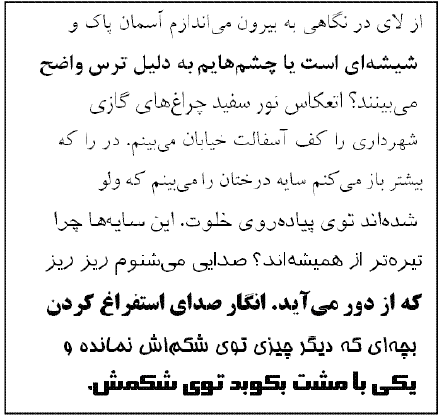 از لای در نگاهی به بیرون می‌اندازم آسمان پاک و
شیشه‌ای است یا چشم‌هایم به دلیل ترس واضح
می‌بینند؟ انعکاس نور سفید چراغ‌های گازی
شهرداری را کف آسفالت خیابان می‌بینم. در را که
بیشتر باز می‌کنم سایه درختان را می‌بینم که ولو
شده‌اند توی پیاده‌روی خلوت. این سایه‌ها چرا
تیره‌تر از همیشه‌اند؟ صدایی می‌شنوم ریز ریز
که از دور می‌آید. انگار صدای استفراغ کردن
بچه‌ای که دیگر چیزی توی شکم‌اش نمانده و
یکی با مشت بکوبد توی شکمش.